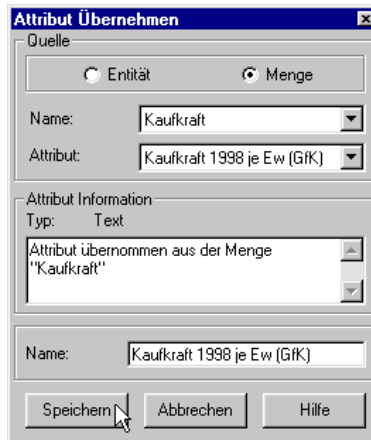 Attribut Übernehmen
Quelle
Entität Menge
Name: Kaufkraft
Attribut: Kaufkraft 1998 je Ew (GfK)
Attribut Information
Typ: Text
Attribut übernommen aus der Menge
"Kaufkraft"
Name: Kaufkraft 1998 je Ew (GfK)
Speichern Abbrechen Hilfe